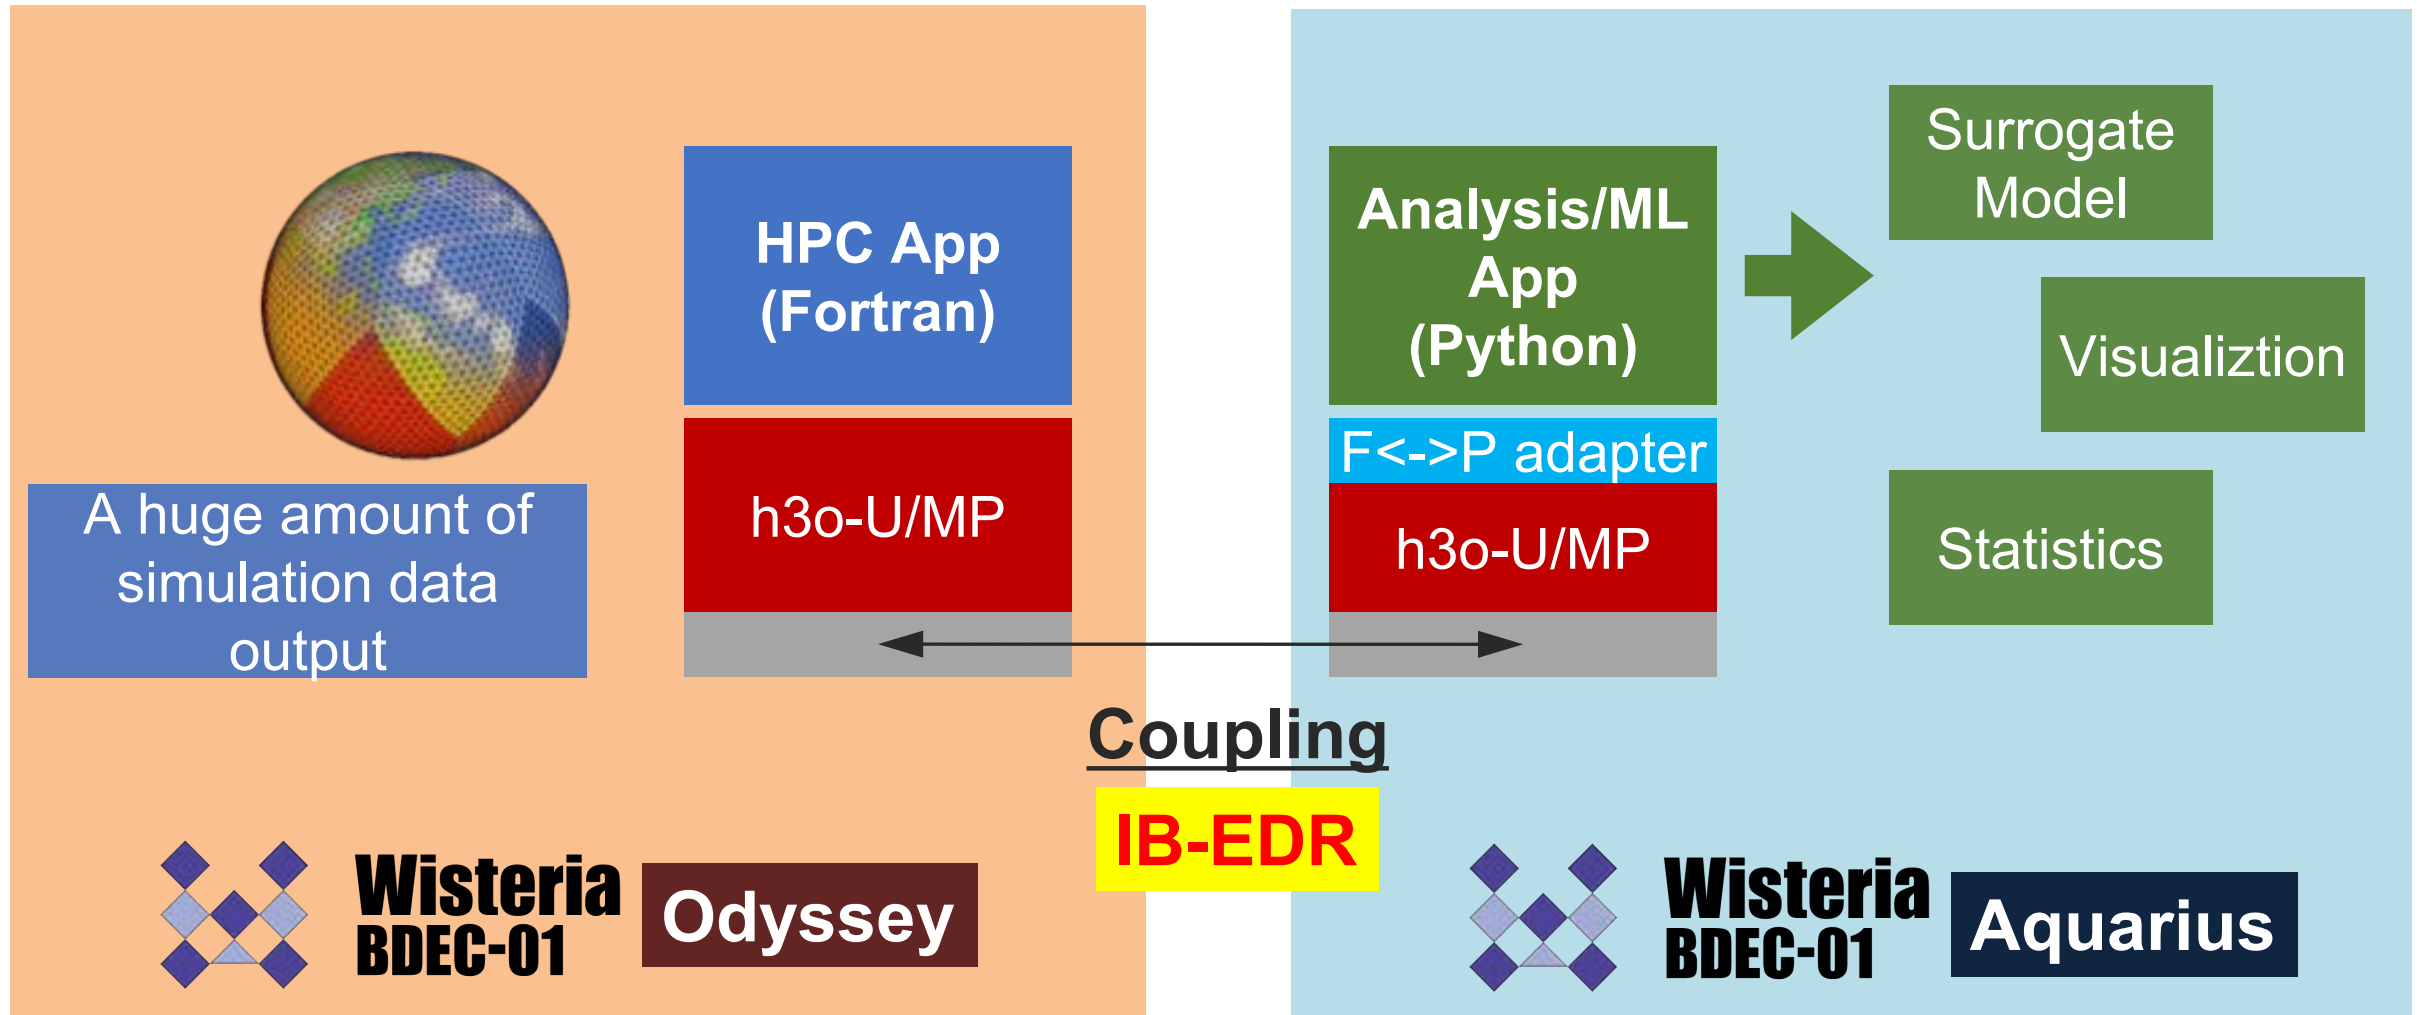 HPC App
(Fortran)
h3o-U/MP
A huge amount of
simulation data
output
Wisteria
BDEC-01
Odyssey
Coupling
IB-EDR
Analysis/ML
App
(Python)
F<->P adapter
h3o-U/MP
Surrogate
Model
Visualiztion
Statistics
Wisteria
BDEC-01
Aquarius